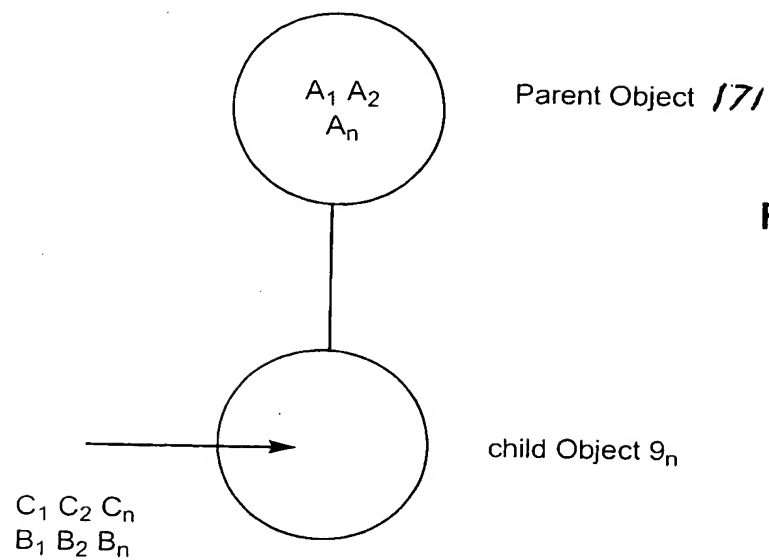 A₁ A₂
Aₙ
Parent Object 171
child Object 9ₙ
C₁ C₂ Cₙ
B₁ B₂ Bₙ